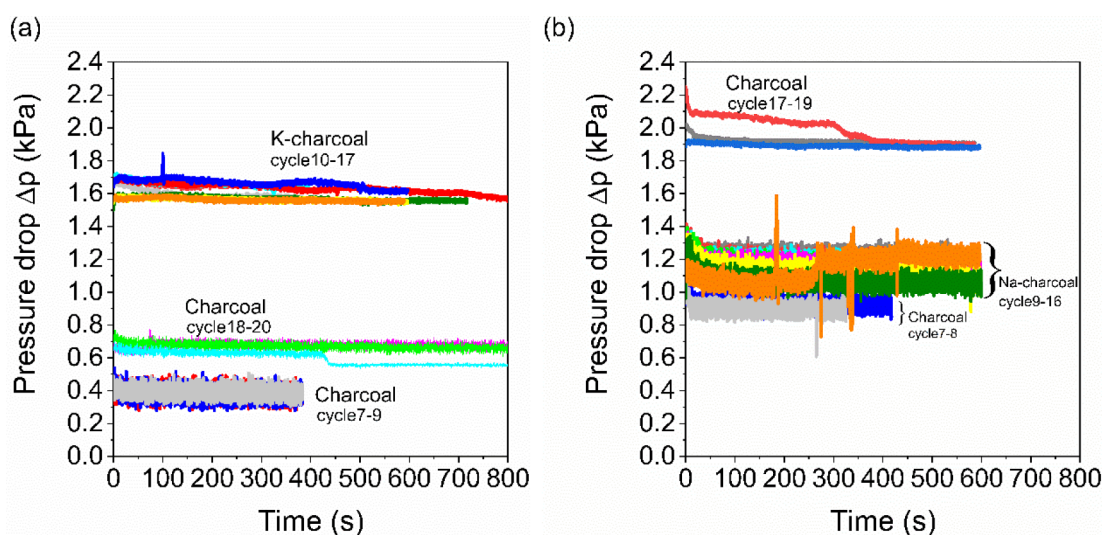 (a)
2.4
2.2
2.0
1.8
1.6
1.4
1.2
1.0
0.8
0.6
0.4
0.2
0.0
Pressure drop Δp (kPa)
K-charcoal
cycle10-17
Charcoal
cycle18-20
Charcoal
cycle7-9
0 100 200 300 400 500 600 700 800
Time (s)
(b)
2.4
2.2
2.0
1.8
1.6
1.4
1.2
1.0
0.8
0.6
0.4
0.2
0.0
Pressure drop Δp (kPa)
Charcoal
cycle17-19
Na-charcoal
cycle9-16
Charcoal
cycle7-8
0 100 200 300 400 500 600 700 800
Time (s)